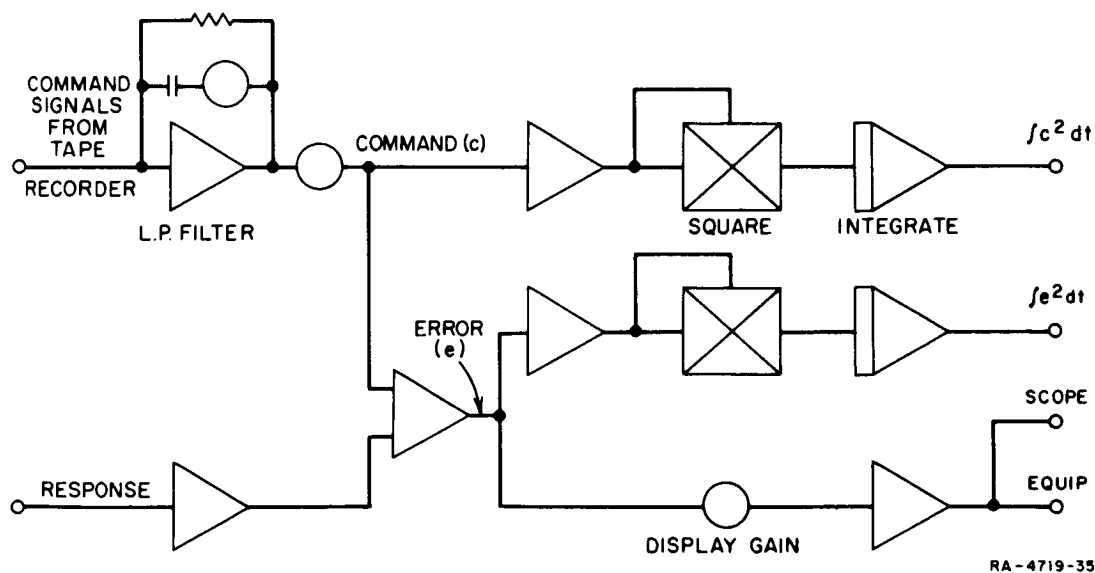 COMMAND
SIGNALS
FROM
TAPE
RECORDER
L.P. FILTER
COMMAND (c)
SQUARE
INTEGRATE
∫c² dt
ERROR
(e)
∫e² dt
SCOPE
RESPONSE
EQUIP
DISPLAY GAIN
RA-4719-35